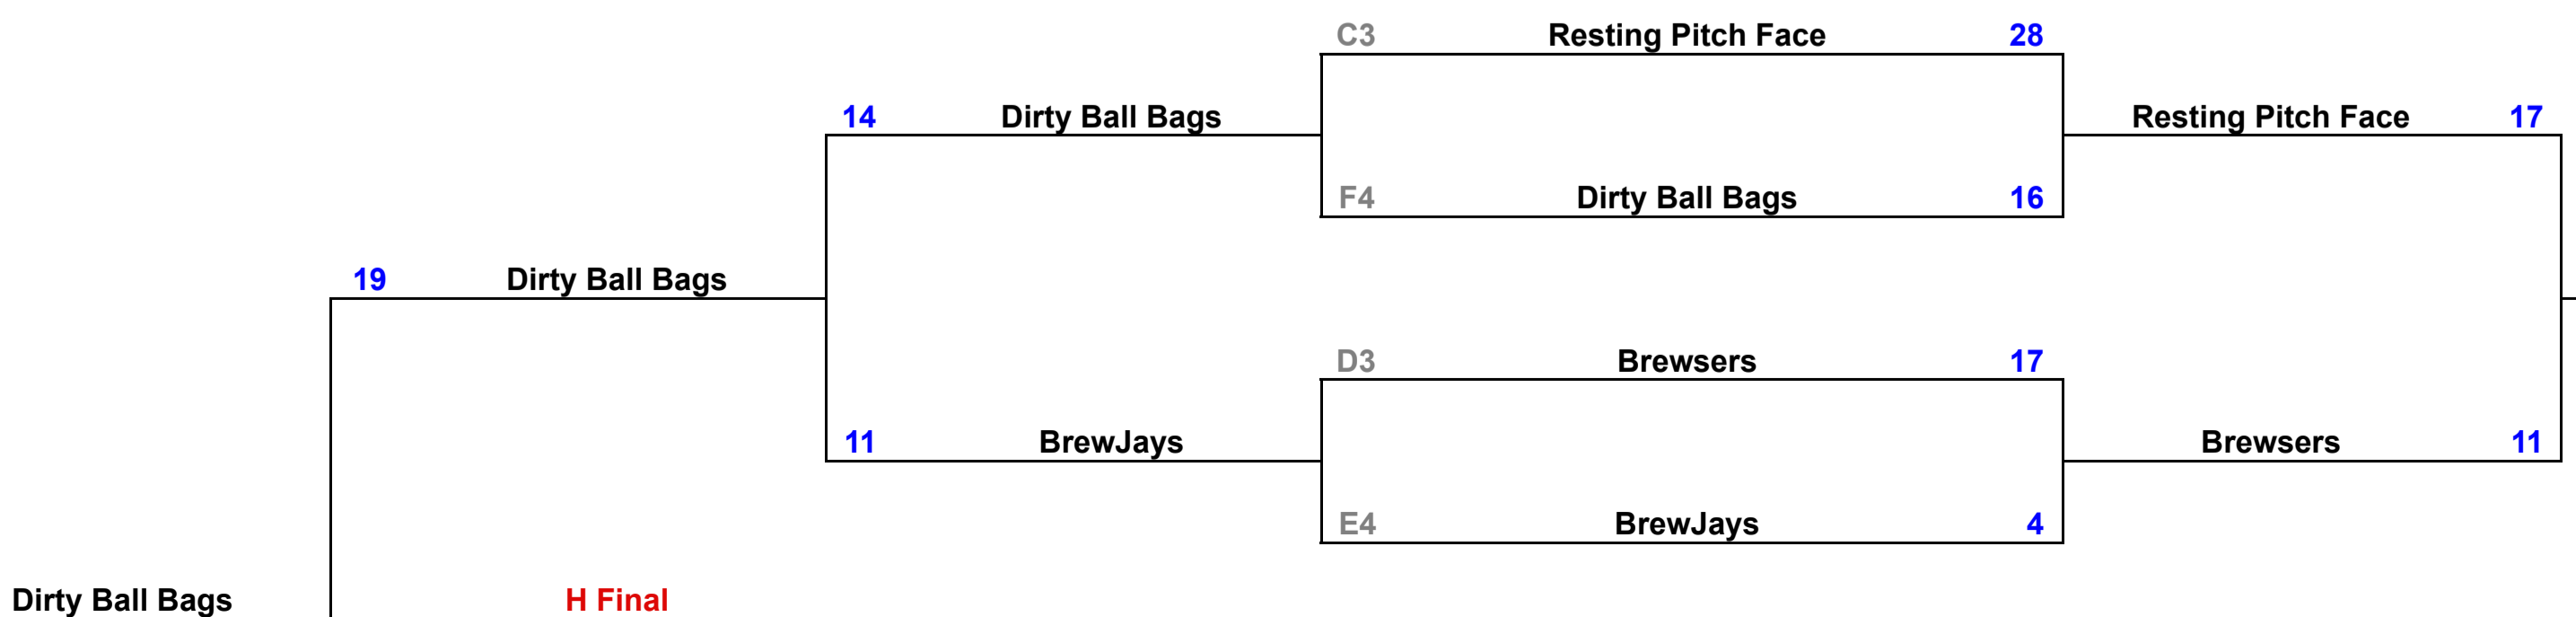 C3 Resting Pitch Face 28
14 Dirty Ball Bags Resting Pitch Face 17
F4 Dirty Ball Bags 16
19 Dirty Ball Bags
D3 Brewsers 17
11 BrewJays Brewsers 11
E4 BrewJays 4
Dirty Ball Bags H Final